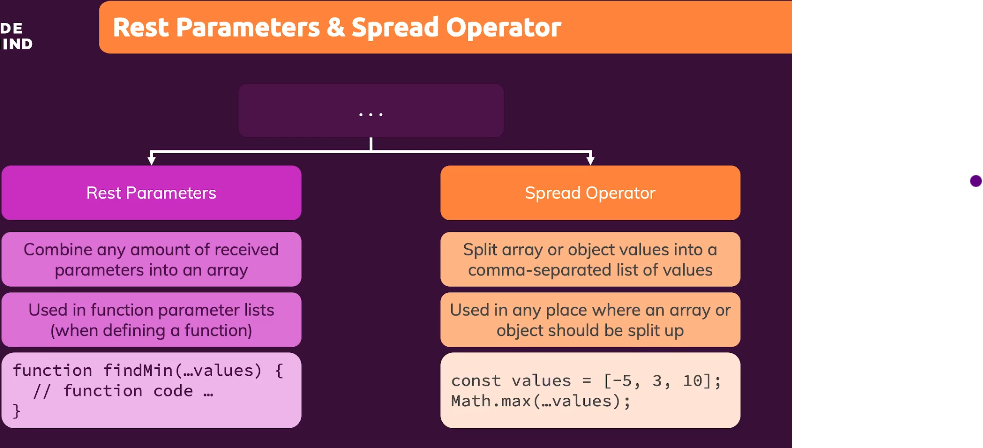 DE
IND
Rest Parameters & Spread Operator
...
Rest Parameters
Spread Operator
Combine any amount of received
parameters into an array
Split array or object values into a
comma-separated list of values
Used in function parameter lists
(when defining a function)
Used in any place where an array or
object should be split up
function findMin(…values) {
// function code …
}
const values = [-5, 3, 10];
Math.max(…values);